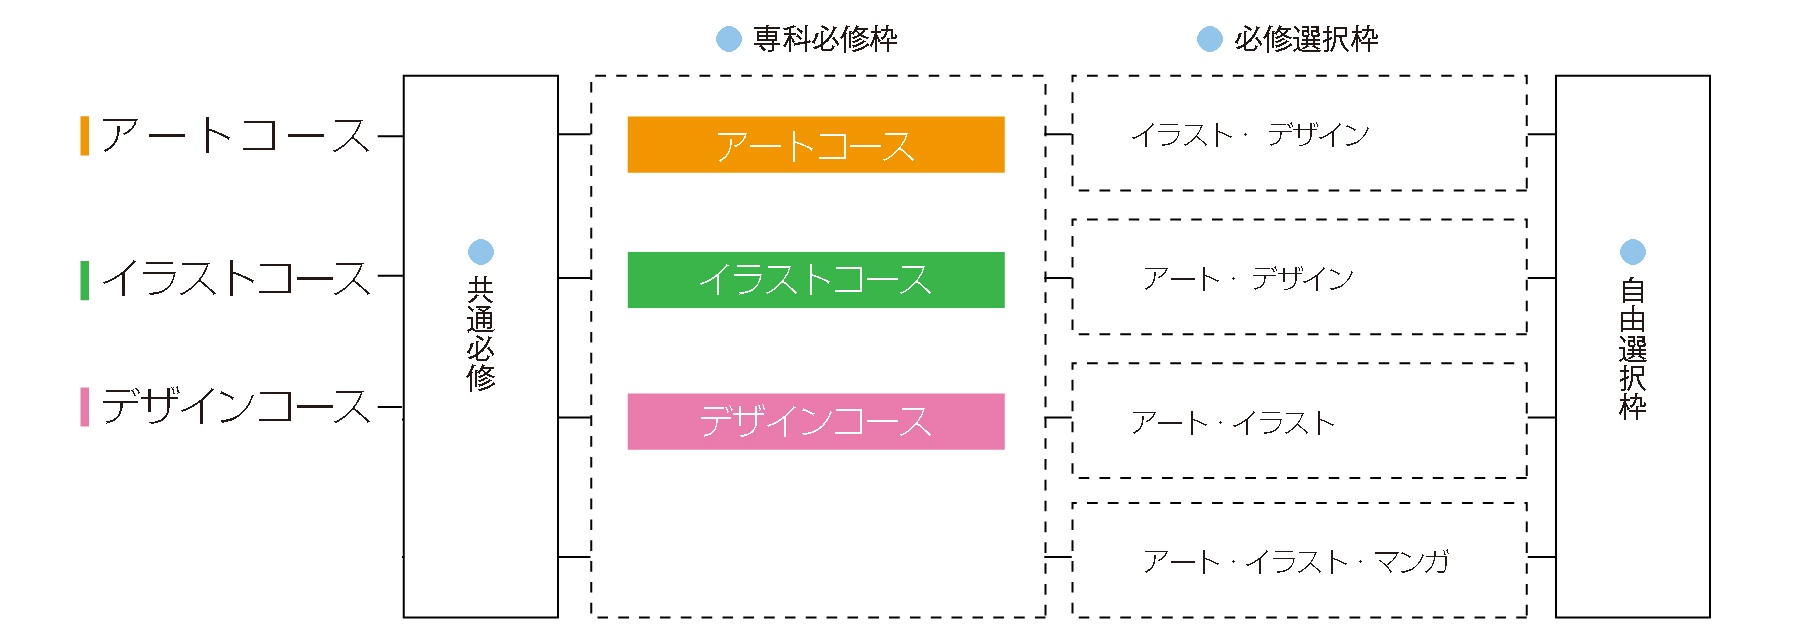 専科必修枠
必修選択枠
アートコース
イラストコース
デザインコース
共通必修
アートコース
イラストコース
デザインコース
イラスト・ デザイン
アート・ デザイン
アート・イラスト
アート・イラスト・マンガ
自由選択枠